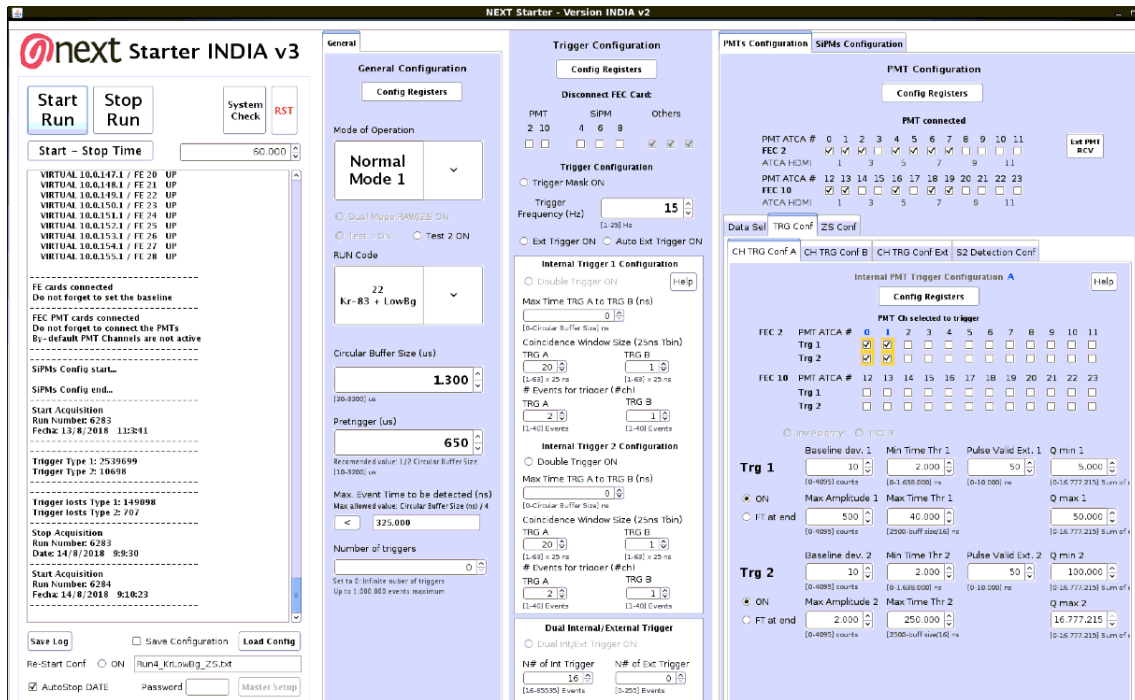 NEXT Starter - Version INDIA v2
next Starter INDIA v3
Start Run
Stop Run
System Check
RST
Start - Stop Time
60.000
VIRTUAL 10.0.147.1 / FE 20 UP
VIRTUAL 10.0.148.1 / FE 21 UP
VIRTUAL 10.0.149.1 / FE 22 UP
VIRTUAL 10.0.150.1 / FE 23 UP
VIRTUAL 10.0.151.1 / FE 24 UP
VIRTUAL 10.0.152.1 / FE 25 UP
VIRTUAL 10.0.153.1 / FE 26 UP
VIRTUAL 10.0.154.1 / FE 27 UP
VIRTUAL 10.0.155.1 / FE 28 UP
FE cards connected
Do not forget to set the baseline
FEC PMT cards connected
Do not forget to connect the PMTs
By-default PMT Channels are not active
SiPMs Config start...
SiPMs Config end...
Start Acquisition
Run Number: 6283
Fecha: 13/8/2018 11:3:41
Trigger Type 1: 2539699
Trigger Type 2: 10698
Trigger losts Type 1: 149098
Trigger losts Type 2: 707
Stop Acquisition
Run Number: 6283
Date: 14/8/2018 9:9:30
Start Acquisition
Run Number: 6284
Fecha: 14/8/2018 9:10:23
Save Log
Save Configuration
Load Config
Re-Start Conf
ON
Run4_KrLowBg_ZS.txt
AutoStop DATE
Password
Master Setup
General
General Configuration
Config Registers
Mode of Operation
Normal
Mode 1
Dual Mode RAW/ZS ON
Test 1 Div
Test 2 ON
RUN Code
22
Kr-83 + LowBg
Circular Buffer Size (us)
1.300
[20-3200] us
Pretrigger (us)
650
Recomended value: 1/2 Circular Buffer Size
[10-3200] us
Max. Event Time to be detected (ns)
Max allowed value: Circular Buffer Size (ns) / 4
<
325.000
Number of triggers
0
Set to 0: Infinite nuber of triggers
Up to 1.000.000 events maximum
Trigger Configuration
Config Registers
Disconnect FEC Card:
PMT SiPM Others
2 10 4 6 8
Trigger Configuration
Trigger Mask ON
Trigger Frequency (Hz)
15
[1-25] Hz
Ext Trigger ON
Auto Ext Trigger ON
Internal Trigger 1 Configuration
Double Trigger ON
Help
Max Time TRG A to TRG B (ns)
0
[0-Circular Buffer Size] ns
Coincidence Window Size (25ns Tbin)
TRG A TRG B
20 1
[1-63] x 25 ns [1-63] x 25 ns
# Events for trigger (#ch)
TRG A TRG B
2 1
[1-40] Events [1-40] Events
Internal Trigger 2 Configuration
Double Trigger ON
Max Time TRG A to TRG B (ns)
0
[0-Circular Buffer Size] ns
Coincidence Window Size (25ns Tbin)
TRG A TRG B
20 1
[1-63] x 25 ns [1-63] x 25 ns
# Events for trigger (#ch)
TRG A TRG B
2 1
[1-40] Events [1-40] Events
Dual Internal/External Trigger
Dual Int/Ext Trigger ON
N# of Int Trigger N# of Ext Trigger
16 0
[16-65535] Events [0-255] Events
PMTs Configuration
SiPMs Configuration
PMT Configuration
Config Registers
PMT connected
PMT ATCA # 0 1 2 3 4 5 6 7 8 9 10 11
FEC 2
ATCA HDMI 1 3 5 7 9 11
PMT ATCA # 12 13 14 15 16 17 18 19 20 21 22 23
FEC 10
ATCA HDMI 1 3 5 7 9 11
Ext PMT RCV
Data Sel
TRG Conf
ZS Conf
CH TRG Conf A
CH TRG Conf B
CH TRG Conf Ext
S2 Detection Conf
Internal PMT Trigger Configuration A
Help
Config Registers
PMT Ch selected to trigger
FEC 2 PMT ATCA # 0 1 2 3 4 5 6 7 8 9 10 11
Trg 1
Trg 2
FEC 10 PMT ATCA # 12 13 14 15 16 17 18 19 20 21 22 23
Trg 1
Trg 2
Inv Polarity
TRG B
Baseline dev. 1 Min Time Thr 1 Pulse Valid Ext. 1 Q min 1
Trg 1 10 2.000 50 5.000
[0-4095] counts [0-1.638.000] ns [0-10.000] ns [0-16.777.215] Sum of c
ON Max Amplitude 1 Max Time Thr 1 Q max 1
FT at end 500 40.000 50.000
[0-4095] counts [2500-buff size/16] ns [0-16.777.215] Sum of c
Baseline dev. 2 Min Time Thr 2 Pulse Valid Ext. 2 Q min 2
Trg 2 10 2.000 50 100.000
[0-4095] counts [0-1.638.000] ns [0-10.000] ns [0-16.777.215] Sum of c
ON Max Amplitude 2 Max Time Thr 2 Q max 2
FT at end 2.000 250.000 16.777.215
[0-4095] counts [2500-buff size/16] ns [0-16.777.215] Sum of c